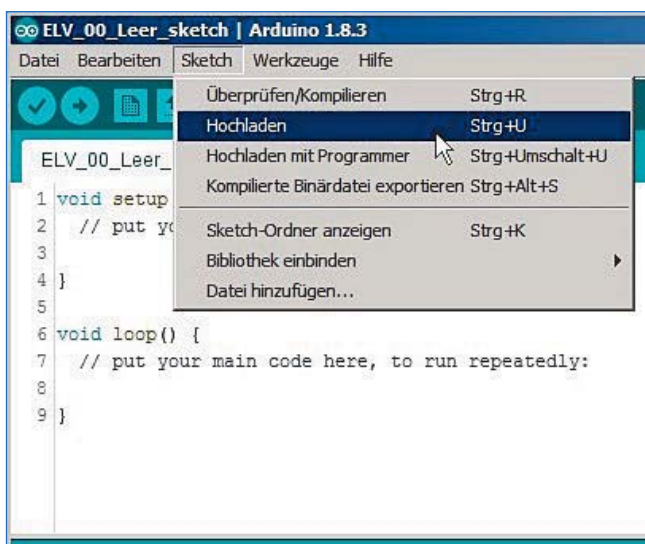 ELV_00_Leer_sketch | Arduino 1.8.3
Datei Bearbeiten Sketch Werkzeuge Hilfe
Überprüfen/Kompilieren Strg+R
Hochladen Strg+U
Hochladen mit Programmer Strg+Umschalt+U
Kompilierte Binärdatei exportieren Strg+Alt+S
Sketch-Ordner anzeigen Strg+K
Bibliothek einbinden
Datei hinzufügen...
ELV_00_Leer_
1 void setup
2 // put yo
3
4 }
5
6 void loop() {
7 // put your main code here, to run repeatedly:
8
9 }